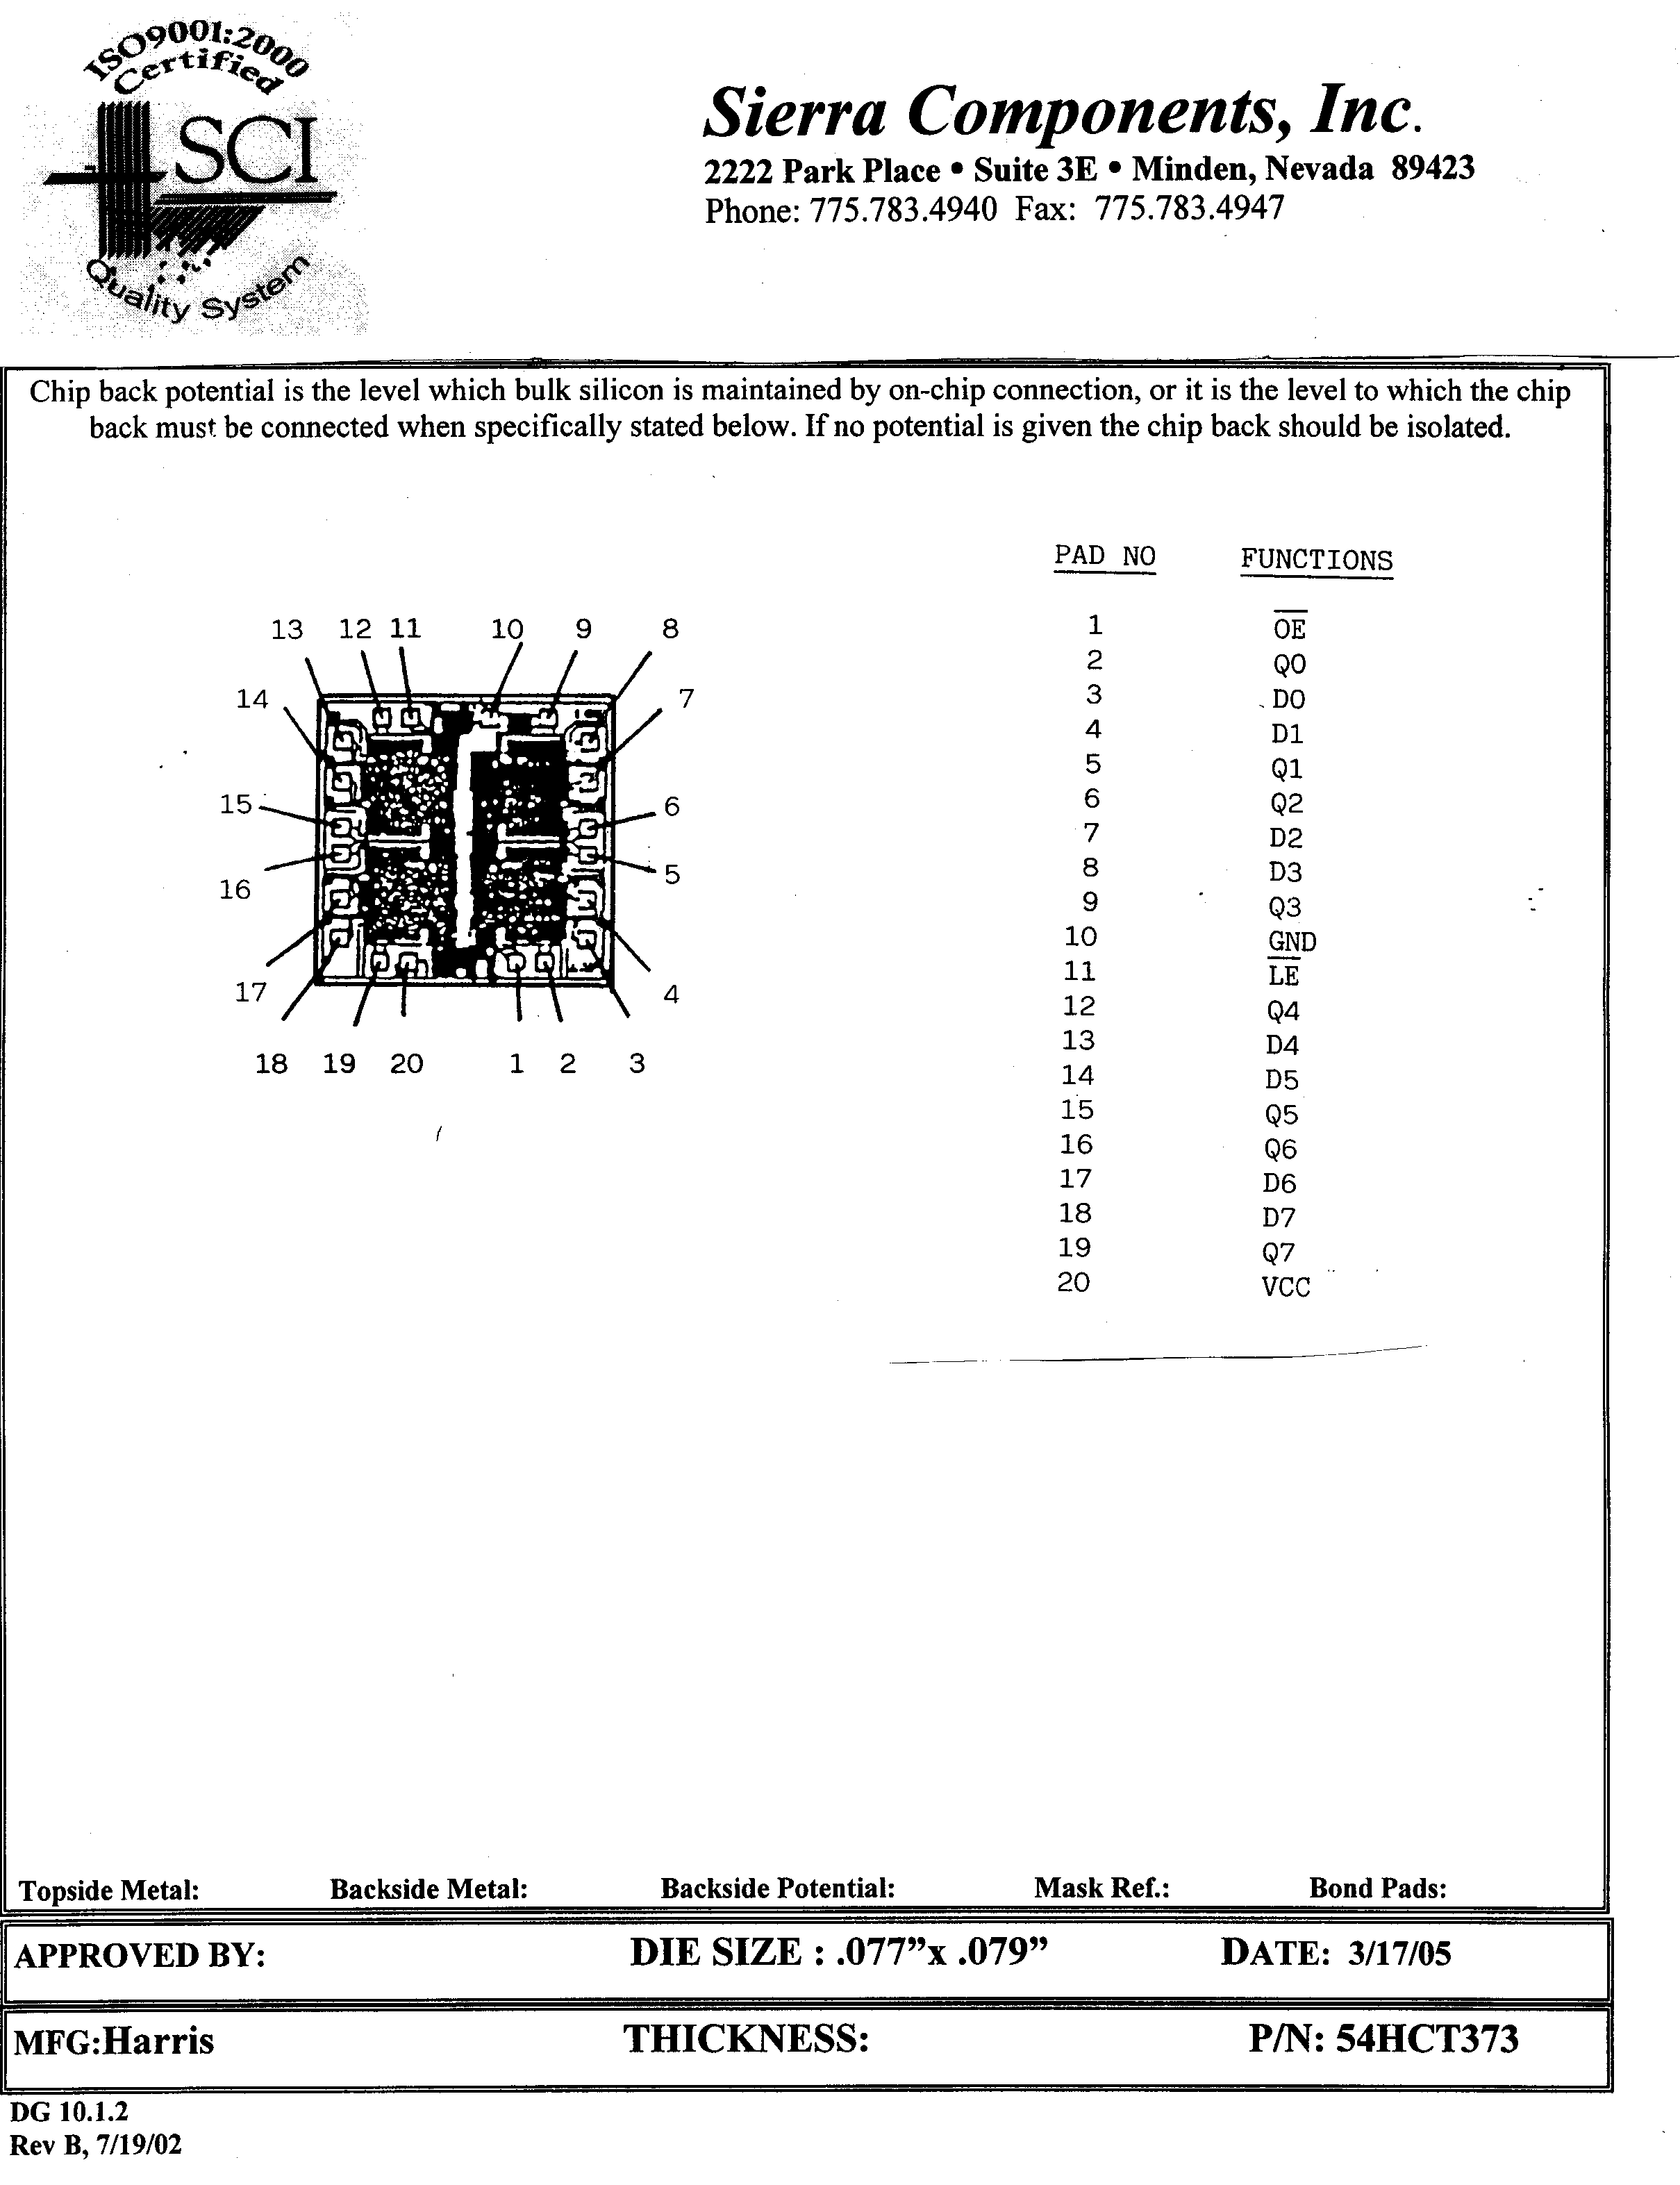 ISO9001:2000
Certified
SCI
Quality System
Sierra Components, Inc.
2222 Park Place • Suite 3E • Minden, Nevada 89423
Phone: 775.783.4940 Fax: 775.783.4947
Chip back potential is the level which bulk silicon is maintained by on-chip connection, or it is the level to which the chip
back must be connected when specifically stated below. If no potential is given the chip back should be isolated.
13 12 11 10 9 8
14 7
15 6
16 5
17 4
18 19 20 1 2 3
PAD NO FUNCTIONS
1 O̅E̅
2 Q0
3 D0
4 D1
5 Q1
6 Q2
7 D2
8 D3
9 Q3
10 GND
11 L̅E̅
12 Q4
13 D4
14 D5
15 Q5
16 Q6
17 D6
18 D7
19 Q7
20 VCC
Topside Metal: Backside Metal: Backside Potential: Mask Ref.: Bond Pads:
APPROVED BY: DIE SIZE : .077”x .079” DATE: 3/17/05
MFG:Harris THICKNESS: P/N: 54HCT373
DG 10.1.2
Rev B, 7/19/02